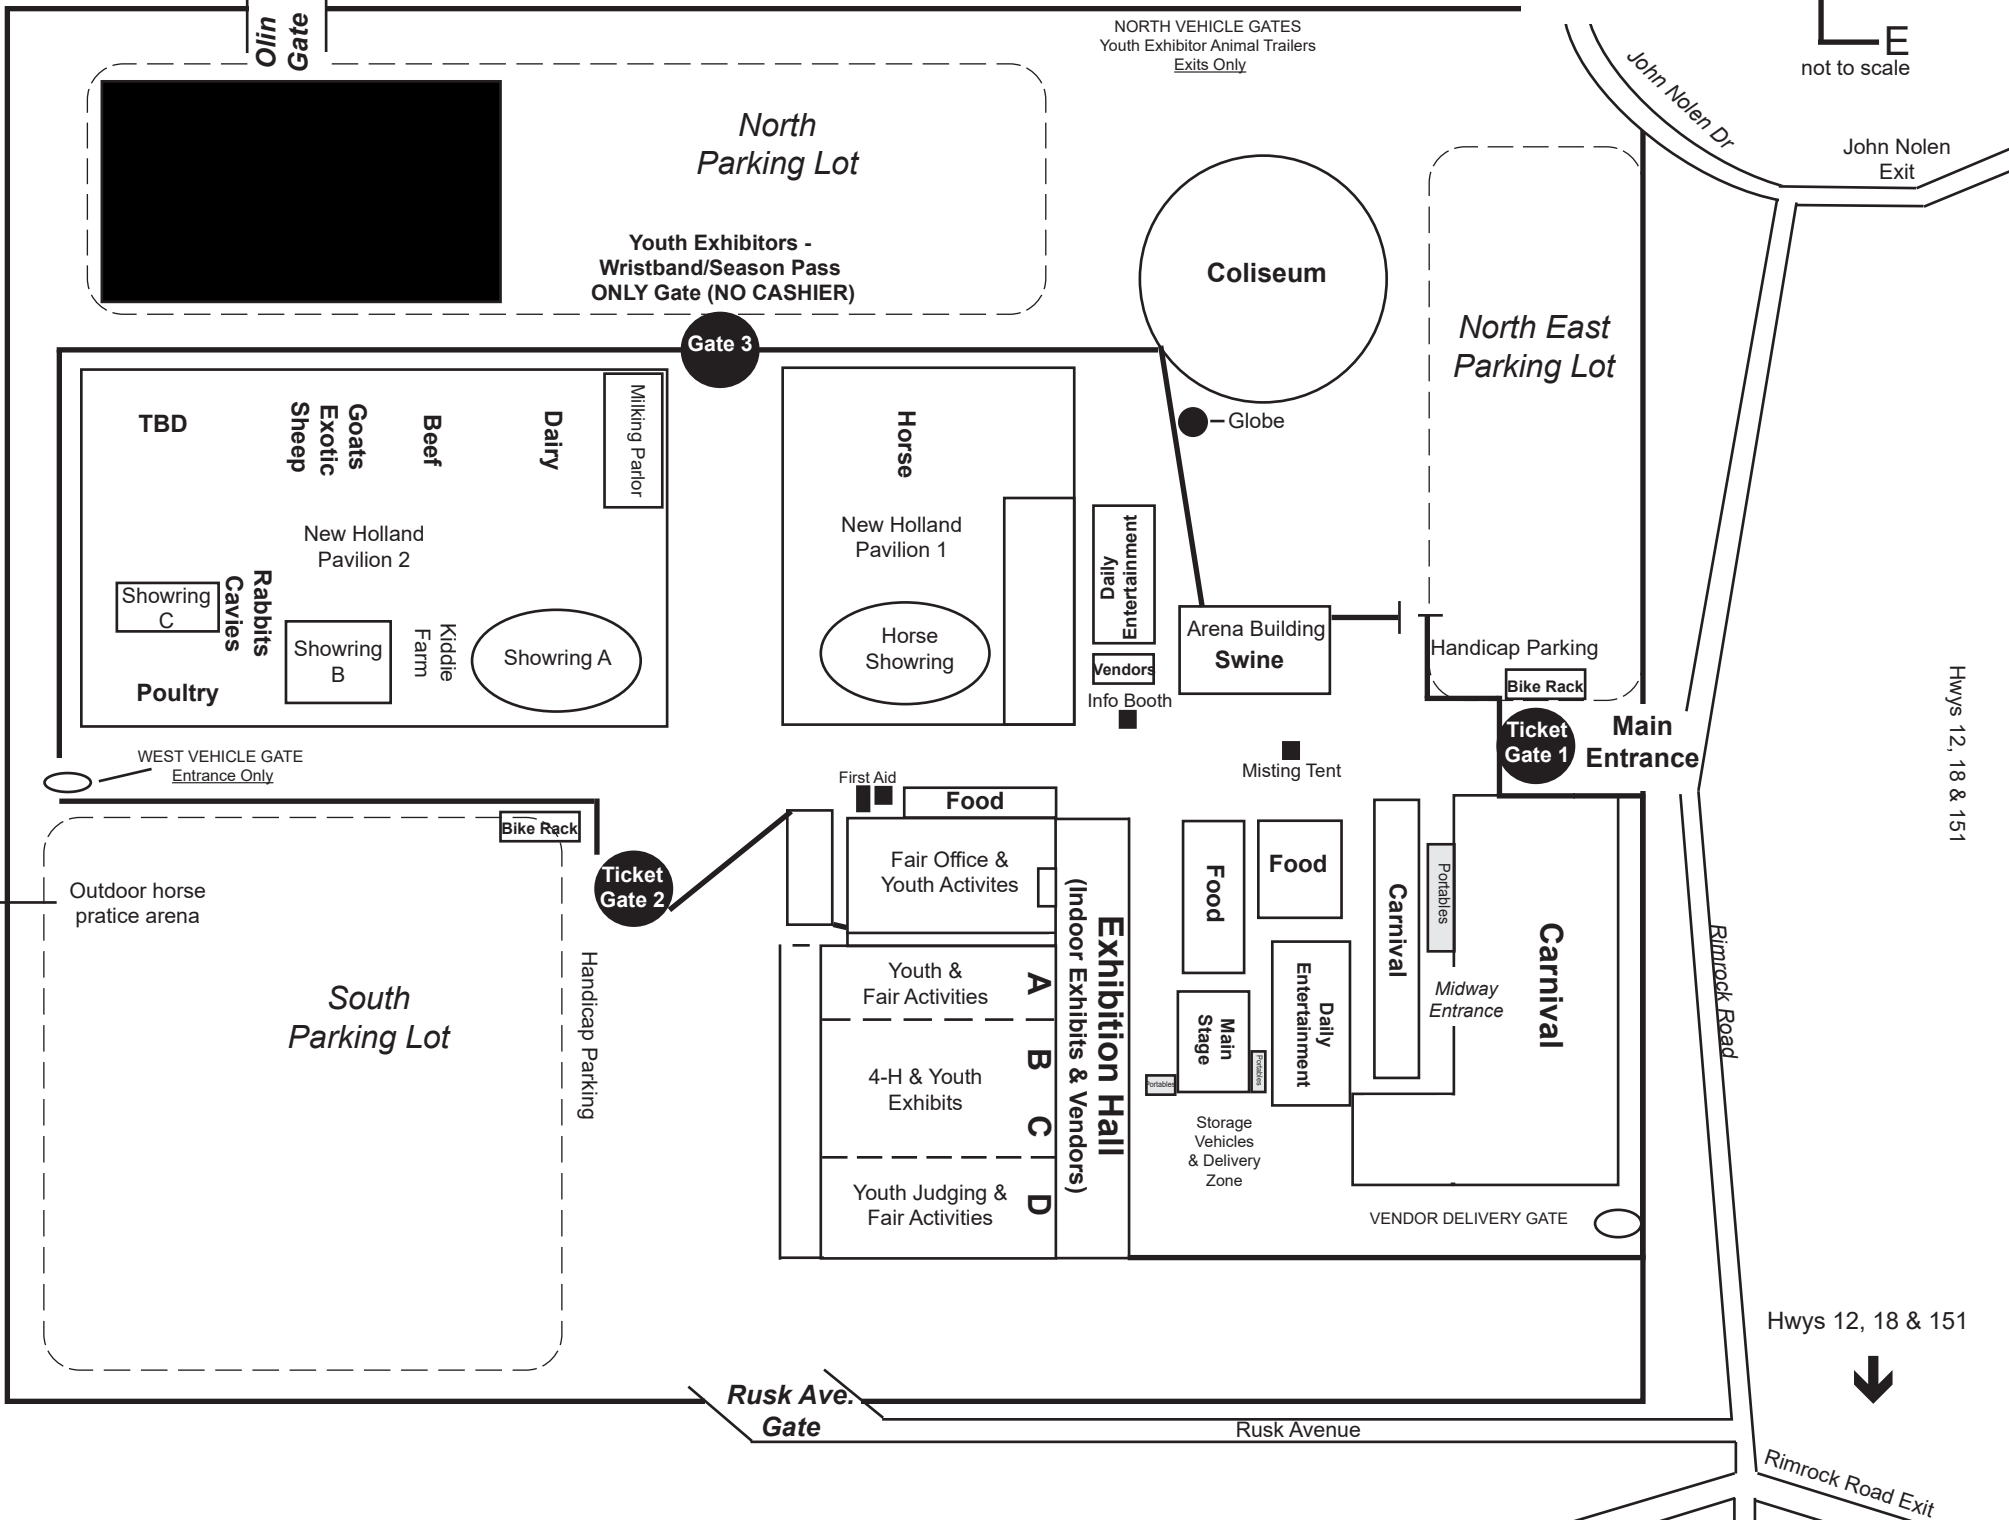 Olin
Gate
NORTH VEHICLE GATES
Youth Exhibitor Animal Trailers
Exits Only
E
not to scale
John Nolen Dr
John Nolen
Exit
North
Parking Lot
Youth Exhibitors -
Wristband/Season Pass
ONLY Gate (NO CASHIER)
Gate 3
Coliseum
Globe
North East
Parking Lot
TBD
Goats
Exotic
Sheep
Beef
Dairy
Milking Parlor
New Holland
Pavilion 2
Showring
C
Rabbits
Cavies
Showring
B
Kiddie
Farm
Showring A
Poultry
Horse
New Holland
Pavilion 1
Horse
Showring
Daily
Entertainment
Vendors
Info Booth
Arena Building
Swine
Handicap Parking
Bike Rack
Ticket
Gate 1
Main
Entrance
Hwys 12, 18 & 151
WEST VEHICLE GATE
Entrance Only
Misting Tent
First Aid
Food
Bike Rack
Ticket
Gate 2
Outdoor horse
pratice arena
South
Parking Lot
Handicap Parking
Fair Office &
Youth Activites
Youth &
Fair Activities
A
4-H & Youth
Exhibits
B
C
Youth Judging &
Fair Activities
D
Exhibition Hall
(Indoor Exhibits & Vendors)
Food
Food
Carnival
Portables
Carnival
Midway
Entrance
Main
Stage
Daily
Entertainment
Portables
Portables
Storage
Vehicles
& Delivery
Zone
VENDOR DELIVERY GATE
Rimrock Road
Hwys 12, 18 & 151
Rusk Ave.
Gate
Rusk Avenue
Rimrock Road Exit